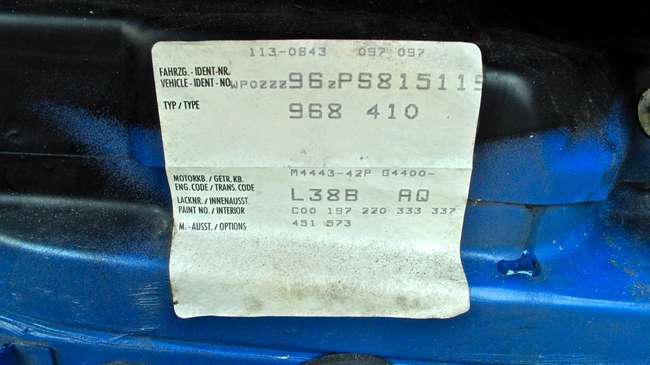 113-0843 097 097
FAHRZG.-IDENT-NR.
VEHICLE-IDENT-NO. WP0ZZZ96ZPS815119
TYP / TYPE 968 410
MOTORKB. / GETR. KB. M4443-42P G4400-
ENG. CODE / TRANS. CODE
LACKNR. / INNENAUSST. L38B AQ
PAINT NO. / INTERIOR C00 197 220 333 337
M.-AUSST. / OPTIONS 451 573